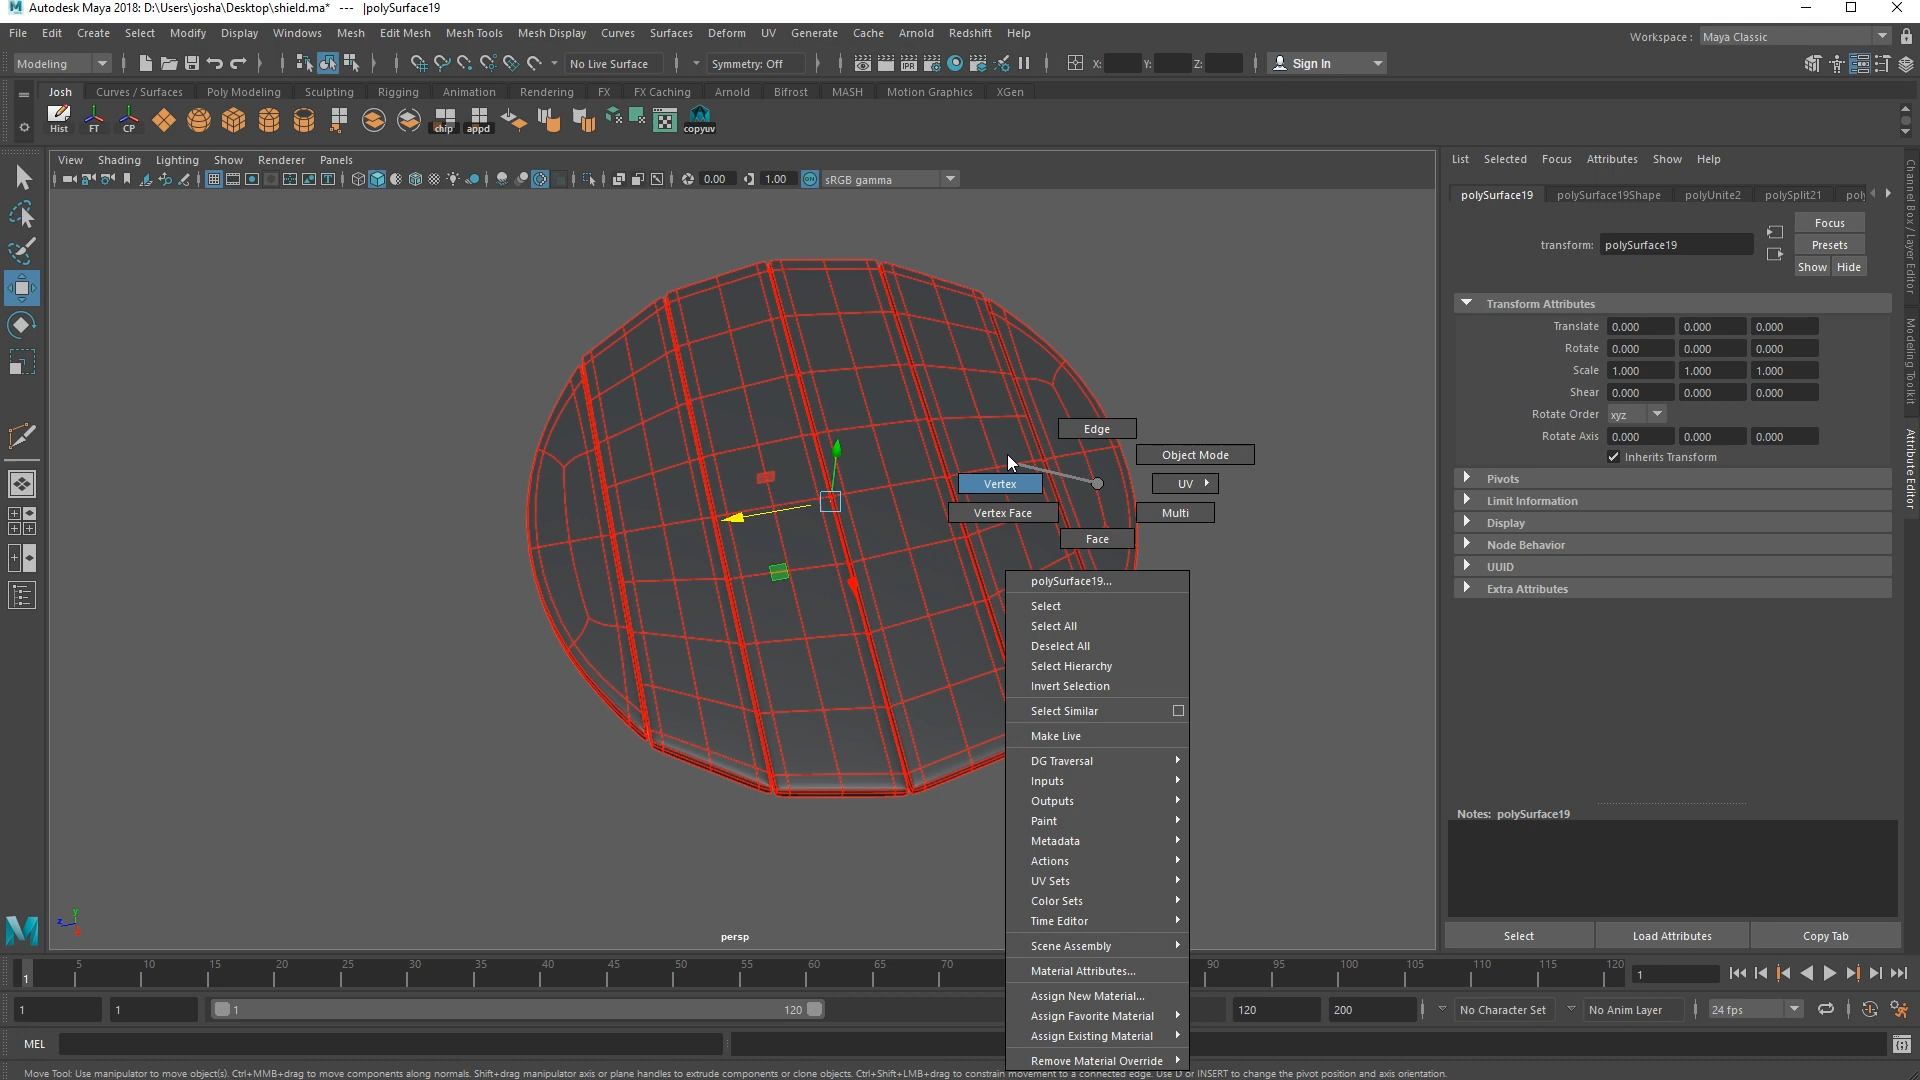 Autodesk Maya 2018: D:\Users\josha\Desktop\shield.ma* --- |polySurface19
File Edit Create Select Modify Display Windows Mesh Edit Mesh Mesh Tools Mesh Display Curves Surfaces Deform UV Generate Cache Arnold Redshift Help
Workspace : Maya Classic
Modeling No Live Surface Symmetry: Off IPR X: Y: Z: Sign In
Josh Curves / Surfaces Poly Modeling Sculpting Rigging Animation Rendering FX FX Caching Arnold Bifrost MASH Motion Graphics XGen
Hist FT CP chip appd copyuv
View Shading Lighting Show Renderer Panels
0.00 1.00 ON sRGB gamma
List Selected Focus Attributes Show Help
polySurface19 polySurface19Shape polyUnite2 polySplit21 pol
transform: polySurface19
Focus
Presets
Show Hide
Transform Attributes
Translate 0.000 0.000 0.000
Rotate 0.000 0.000 0.000
Scale 1.000 1.000 1.000
Shear 0.000 0.000 0.000
Rotate Order xyz
Rotate Axis 0.000 0.000 0.000
Inherits Transform
Pivots
Limit Information
Display
Node Behavior
UUID
Extra Attributes
Notes: polySurface19
Select Load Attributes Copy Tab
Channel Box / Layer Editor
Modeling Toolkit
Attribute Editor
Edge
Object Mode
Vertex
UV
Vertex Face
Multi
Face
polySurface19...
Select
Select All
Deselect All
Select Hierarchy
Invert Selection
Select Similar
Make Live
DG Traversal
Inputs
Outputs
Paint
Metadata
Actions
UV Sets
Color Sets
Time Editor
Scene Assembly
Material Attributes...
Assign New Material...
Assign Favorite Material
Assign Existing Material
Remove Material Override
y
z
persp
1 5 10 15 20 25 30 35 40 45 50 55 60 65 70 90 95 100 105 110 115 120 1
1 1 1 120 120 200 No Character Set No Anim Layer 24 fps
MEL
Move Tool: Use manipulator to move object(s). Ctrl+MMB+drag to move components along normals. Shift+drag manipulator axis or plane handles to extrude components or clone objects. Ctrl+Shift+LMB+drag to constrain movement to a connected edge. Use D or INSERT to change the pivot position and axis orientation.